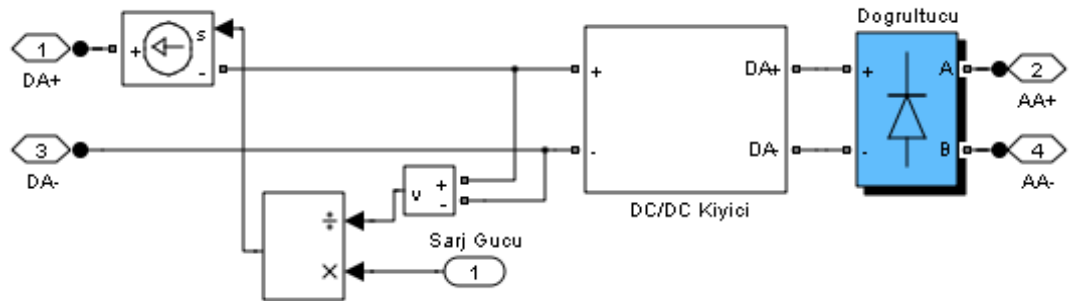 Dogrultucu
1
DA+
+
s
-
+
DA+
+
A
2
AA+
3
DA-
-
DA-
-
B
4
AA-
v
+
-
DC/DC Kiyici
÷
×
Sarj Gucu
1